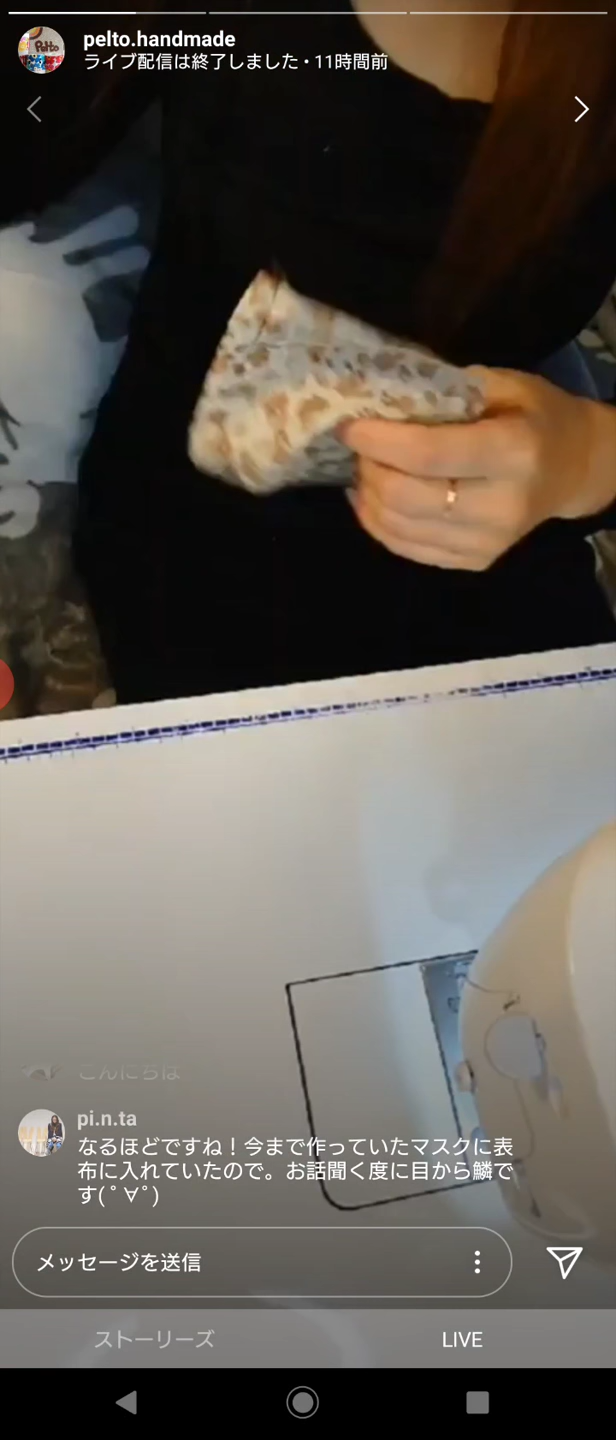 pelto.handmade
ライブ配信は終了しました・11時間前
こんにちは
pi.n.ta
なるほどですね！今まで作っていたマスクに表
布に入れていたので。お話聞く度に目から鱗で
す( ﾟ∀ﾟ)
メッセージを送信
ストーリーズ
LIVE